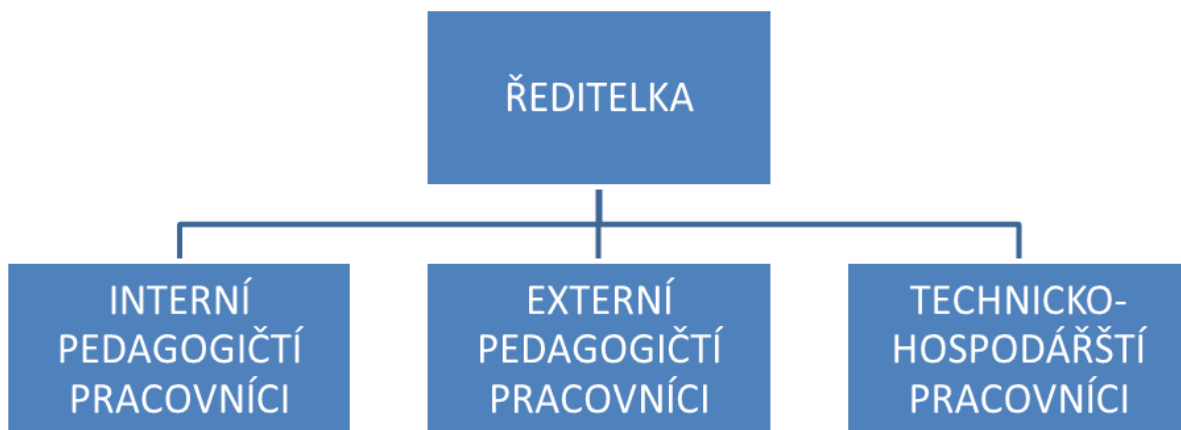 ŘEDITELKA
INTERNÍ
PEDAGOGIČTÍ
PRACOVNÍCI
EXTERNÍ
PEDAGOGIČTÍ
PRACOVNÍCI
TECHNICKO-
HOSPODÁŘŠTÍ
PRACOVNÍCI